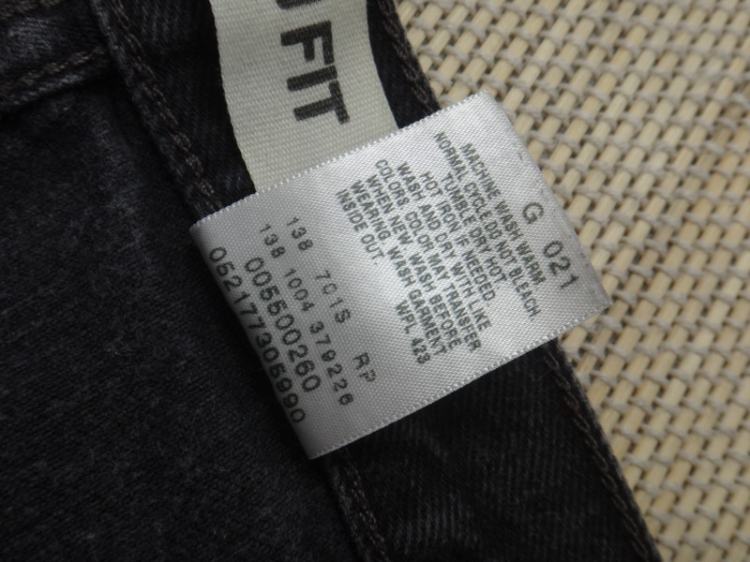 FIT
G 021
MACHINE WASH WARM
NORMAL CYCLE DO NOT BLEACH
TUMBLE DRY HOT
HOT IRON IF NEEDED
WASH AND DRY WITH LIKE
COLORS. COLOR MAY TRANSFER
WHEN NEW. WASH BEFORE
WEARING. WASH GARMENT
INSIDE OUT. WPL 423
138 701S RP
138 1004 379226
005500260
052177305990